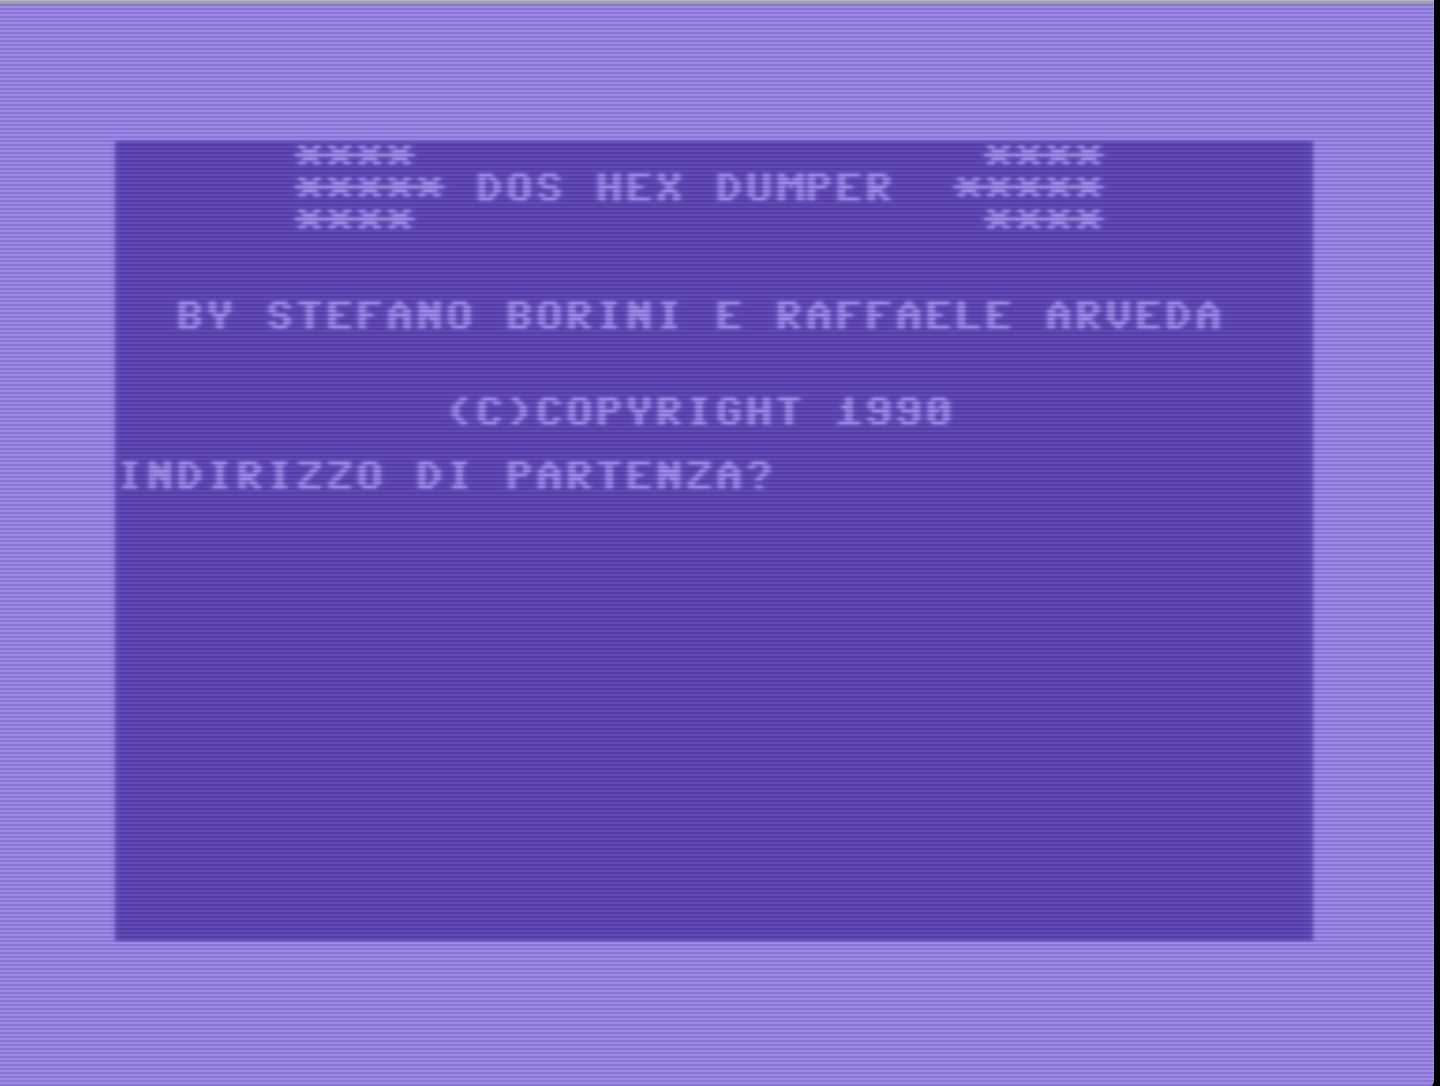 **** ****
***** DOS HEX DUMPER *****
**** ****
BY STEFANO BORINI E RAFFAELE ARVEDA
(C)COPYRIGHT 1990
INDIRIZZO DI PARTENZA?